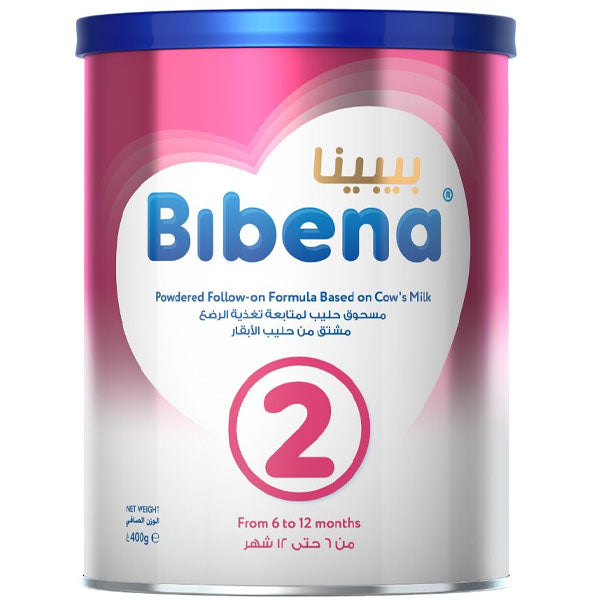 بيبينا
Bibena®
Powdered Follow-on Formula Based on Cow's Milk
مسحوق حليب لمتابعة تغذية الرضع
مشتق من حليب الأبقار
2
NET WEIGHT
الوزن الصافي
400g ℮ غ
From 6 to 12 months
من ٦ حتى ١٢ شهر